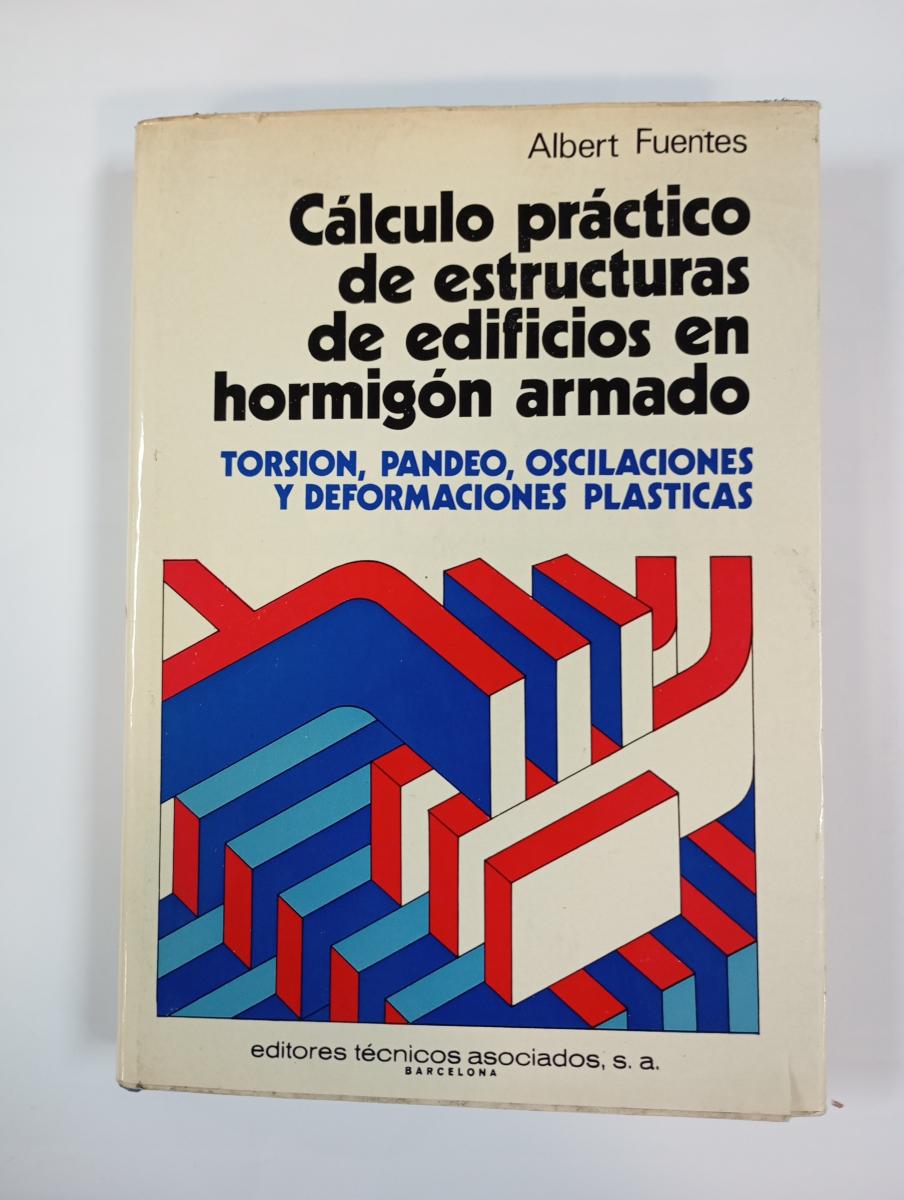 Albert Fuentes
Cálculo práctico
de estructuras
de edificios en
hormigón armado
TORSION, PANDEO, OSCILACIONES
Y DEFORMACIONES PLASTICAS
editores técnicos asociados, s. a.
BARCELONA